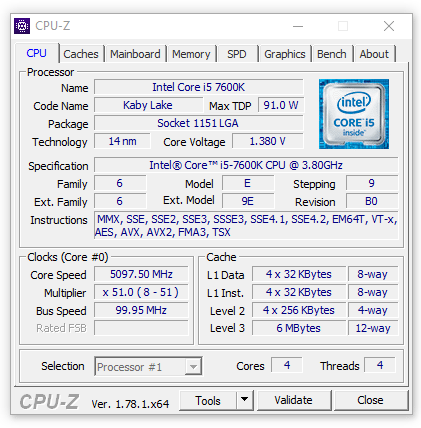 CPU-Z
CPU Caches Mainboard Memory SPD Graphics Bench About
Processor
Name Intel Core i5 7600K
Code Name Kaby Lake Max TDP 91.0 W
Package Socket 1151 LGA
Technology 14 nm Core Voltage 1.380 V
intel
CORE i5
inside™
Specification Intel® Core™ i5-7600K CPU @ 3.80GHz
Family 6 Model E Stepping 9
Ext. Family 6 Ext. Model 9E Revision B0
Instructions MMX, SSE, SSE2, SSE3, SSSE3, SSE4.1, SSE4.2, EM64T, VT-x,
AES, AVX, AVX2, FMA3, TSX
Clocks (Core #0)
Core Speed 5097.50 MHz
Multiplier x 51.0 ( 8 - 51 )
Bus Speed 99.95 MHz
Rated FSB
Cache
L1 Data 4 x 32 KBytes 8-way
L1 Inst. 4 x 32 KBytes 8-way
Level 2 4 x 256 KBytes 4-way
Level 3 6 MBytes 12-way
Selection Processor #1 Cores 4 Threads 4
CPU-Z Ver. 1.78.1.x64 Tools Validate Close